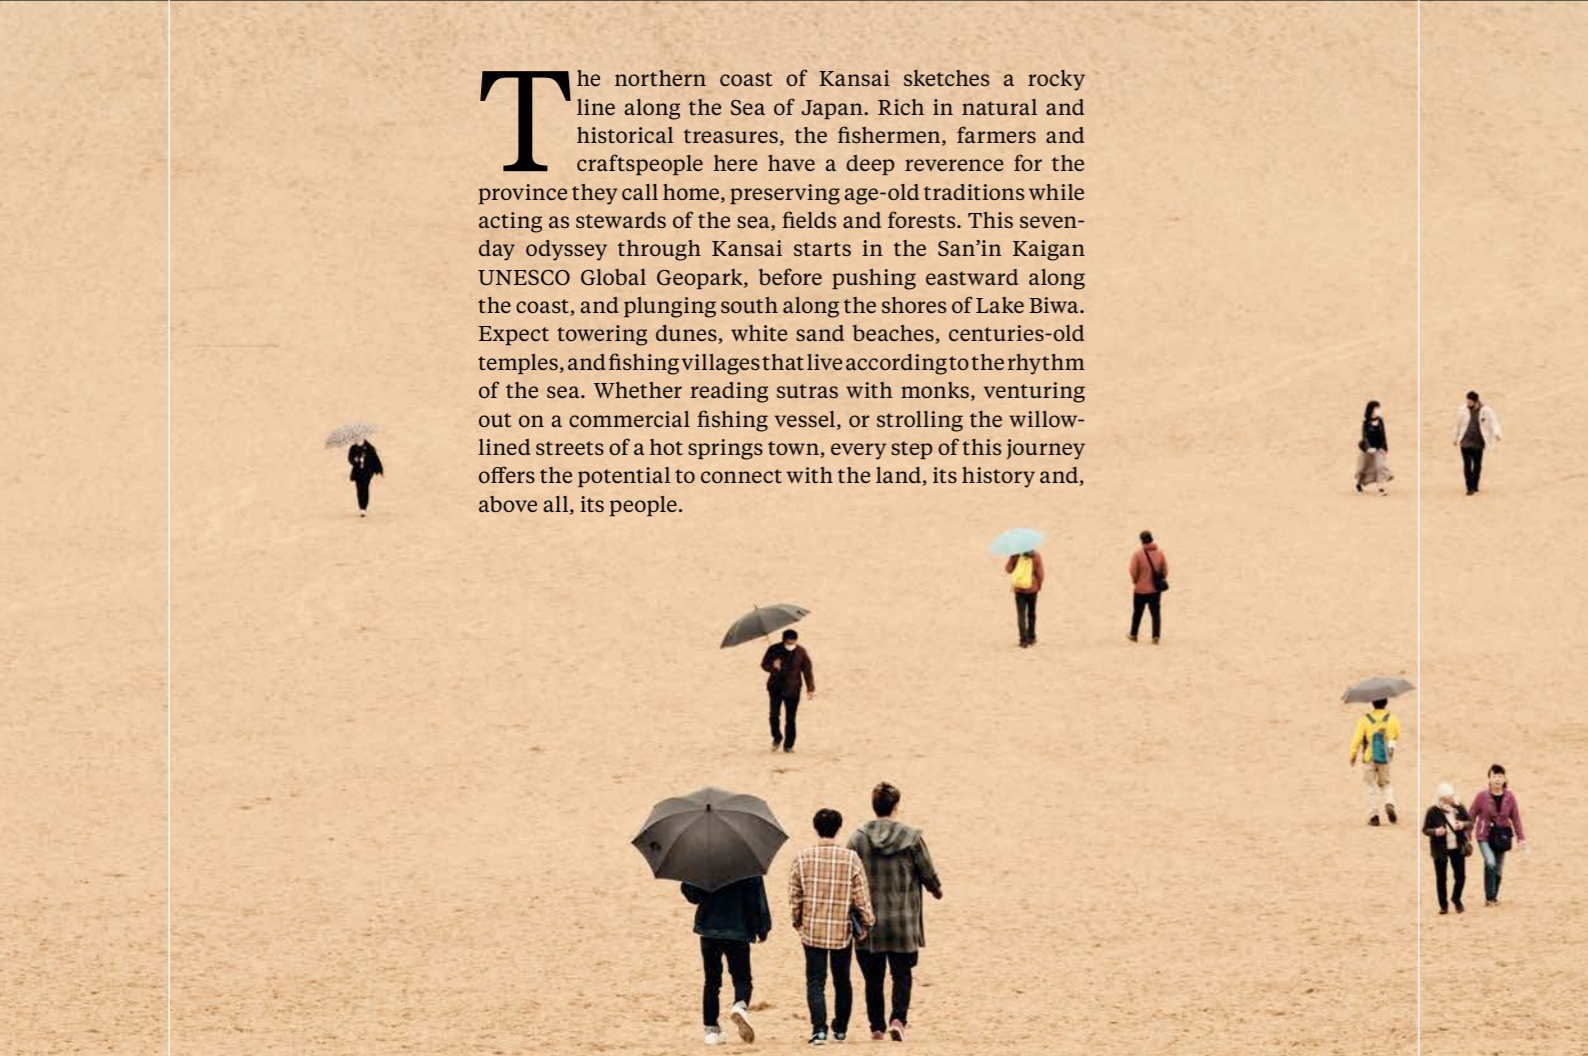 The northern coast of Kansai sketches a rocky
line along the Sea of Japan. Rich in natural and
historical treasures, the fishermen, farmers and
craftspeople here have a deep reverence for the
province they call home, preserving age-old traditions while
acting as stewards of the sea, fields and forests. This seven-
day odyssey through Kansai starts in the San’in Kaigan
UNESCO Global Geopark, before pushing eastward along
the coast, and plunging south along the shores of Lake Biwa.
Expect towering dunes, white sand beaches, centuries-old
temples, and fishing villages that live according to the rhythm
of the sea. Whether reading sutras with monks, venturing
out on a commercial fishing vessel, or strolling the willow-
lined streets of a hot springs town, every step of this journey
offers the potential to connect with the land, its history and,
above all, its people.